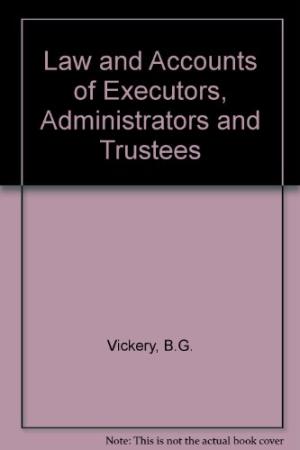 Law and Accounts
of Executors,
Administrators and
Trustees
Vickery, B.G.
Note: This is not the actual book cover